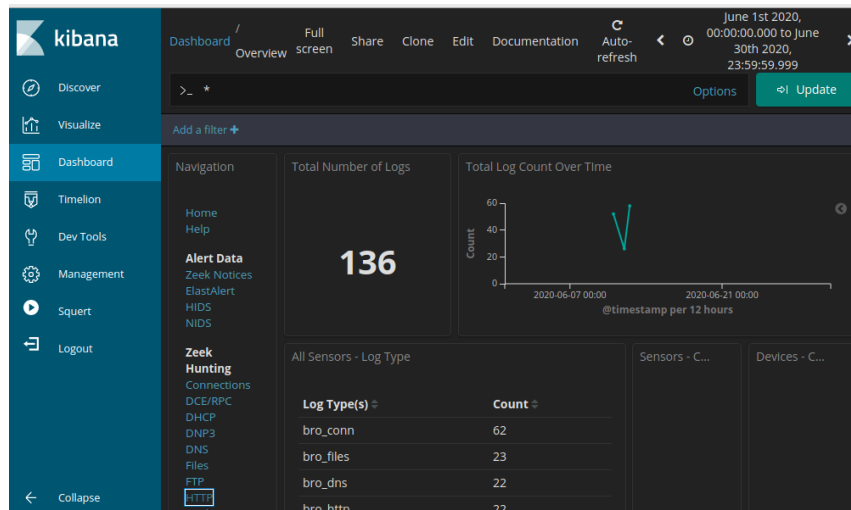 kibana
Discover
Visualize
Dashboard
Timelion
Dev Tools
Management
Squert
Logout
Collapse
Dashboard
/
Overview
Full
screen
Share
Clone
Edit
Documentation
Auto-
refresh
June 1st 2020,
00:00:00.000 to June
30th 2020,
23:59:59.999
>_ *
Options
Update
Add a filter +
Navigation
Home
Help
Alert Data
Zeek Notices
ElastAlert
HIDS
NIDS
Zeek
Hunting
Connections
DCE/RPC
DHCP
DNP3
DNS
Files
FTP
HTTP
Total Number of Logs
136
Total Log Count Over TIme
Count
60
40
20
0
2020-06-07 00:00
2020-06-21 00:00
@timestamp per 12 hours
All Sensors - Log Type
Log Type(s)
Count
bro_conn
62
bro_files
23
bro_dns
22
bro_http
22
Sensors - C...
Devices - C...